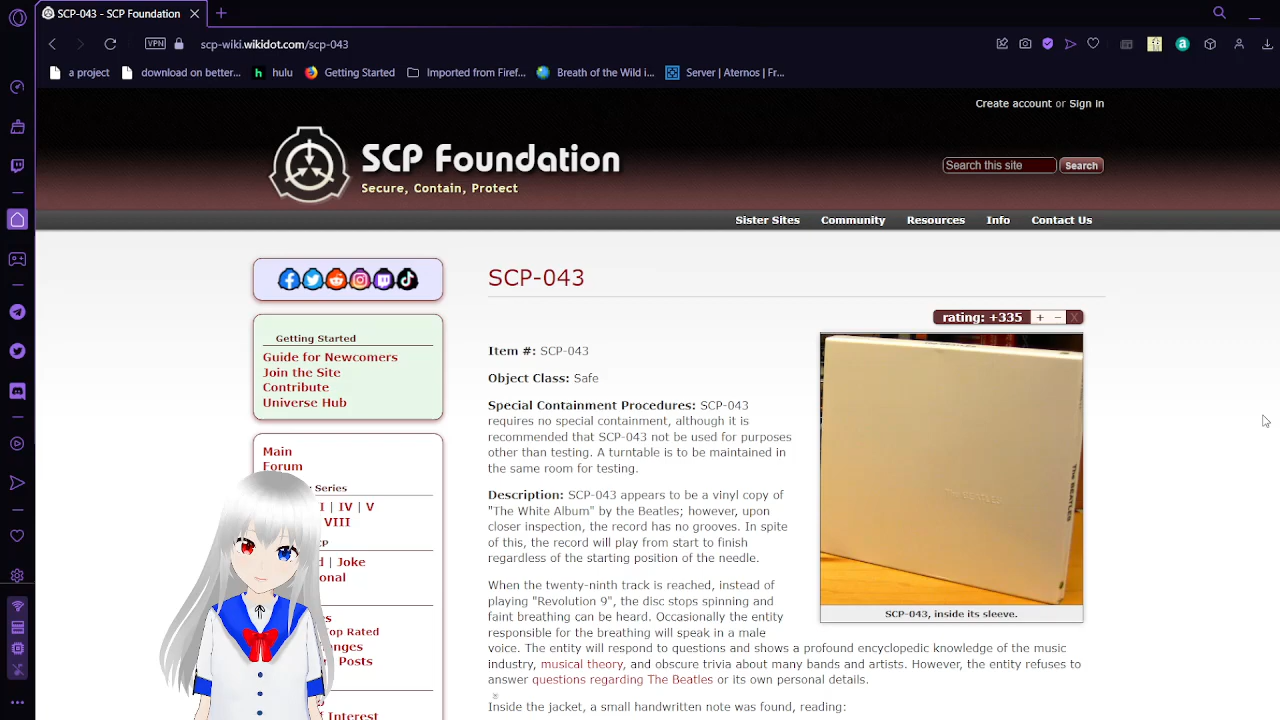 SCP-043 - SCP Foundation
VPN
scp-wiki.wikidot.com/scp-043
a project
download on better...
hulu
Getting Started
Imported from Firef...
Breath of the Wild i...
Server | Aternos | Fr...
Create account or Sign in
SCP Foundation
Secure, Contain, Protect
Search this site
Search
Sister Sites
Community
Resources
Info
Contact Us
Getting Started
Guide for Newcomers
Join the Site
Contribute
Universe Hub
Main
Forum
Series
I | IV | V
VIII
| Joke
Top Rated
Posts
Interest
SCP-043
rating: +335 + – X
Item #: SCP-043
Object Class: Safe
Special Containment Procedures: SCP-043
requires no special containment, although it is
recommended that SCP-043 not be used for purposes
other than testing. A turntable is to be maintained in
the same room for testing.
The BEATLES
The BEATLES
SCP-043, inside its sleeve.
Description: SCP-043 appears to be a vinyl copy of
"The White Album" by the Beatles; however, upon
closer inspection, the record has no grooves. In spite
of this, the record will play from start to finish
regardless of the starting position of the needle.
When the twenty-ninth track is reached, instead of
playing "Revolution 9", the disc stops spinning and
faint breathing can be heard. Occasionally the entity
responsible for the breathing will speak in a male
voice. The entity will respond to questions and shows a profound encyclopedic knowledge of the music
industry, musical theory, and obscure trivia about many bands and artists. However, the entity refuses to
answer questions regarding The Beatles or its own personal details.
Inside the jacket, a small handwritten note was found, reading: